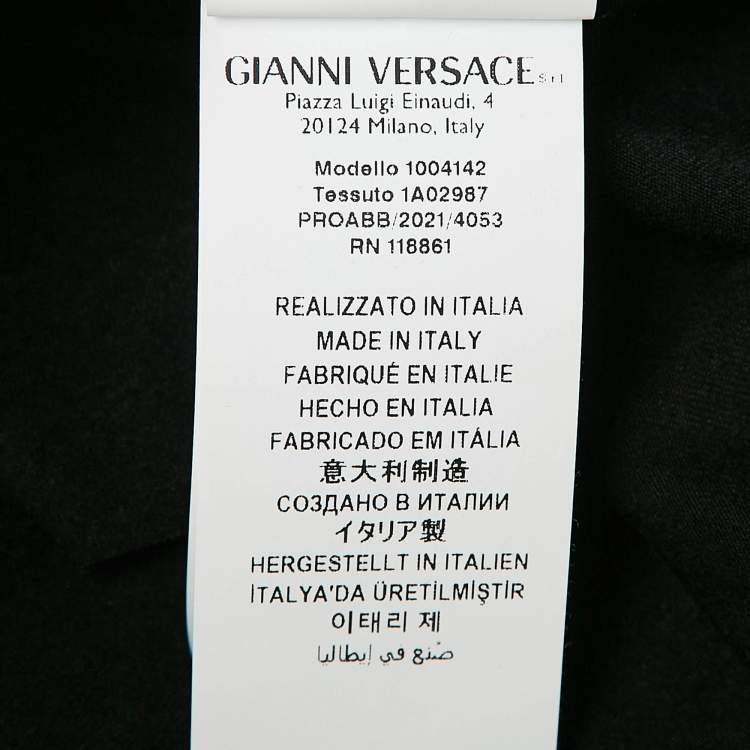 GIANNI VERSACE S.r.l
Piazza Luigi Einaudi, 4
20124 Milano, Italy
Modello 1004142
Tessuto 1A02987
PROABB/2021/4053
RN 118861
REALIZZATO IN ITALIA
MADE IN ITALY
FABRIQUÉ EN ITALIE
HECHO EN ITALIA
FABRICADO EM ITÁLIA
意大利制造
СОЗДАНО В ИТАЛИИ
イタリア製
HERGESTELLT IN ITALIEN
İTALYA'DA ÜRETİLMİŞTİR
이태리 제
صّنع في إيطاليا